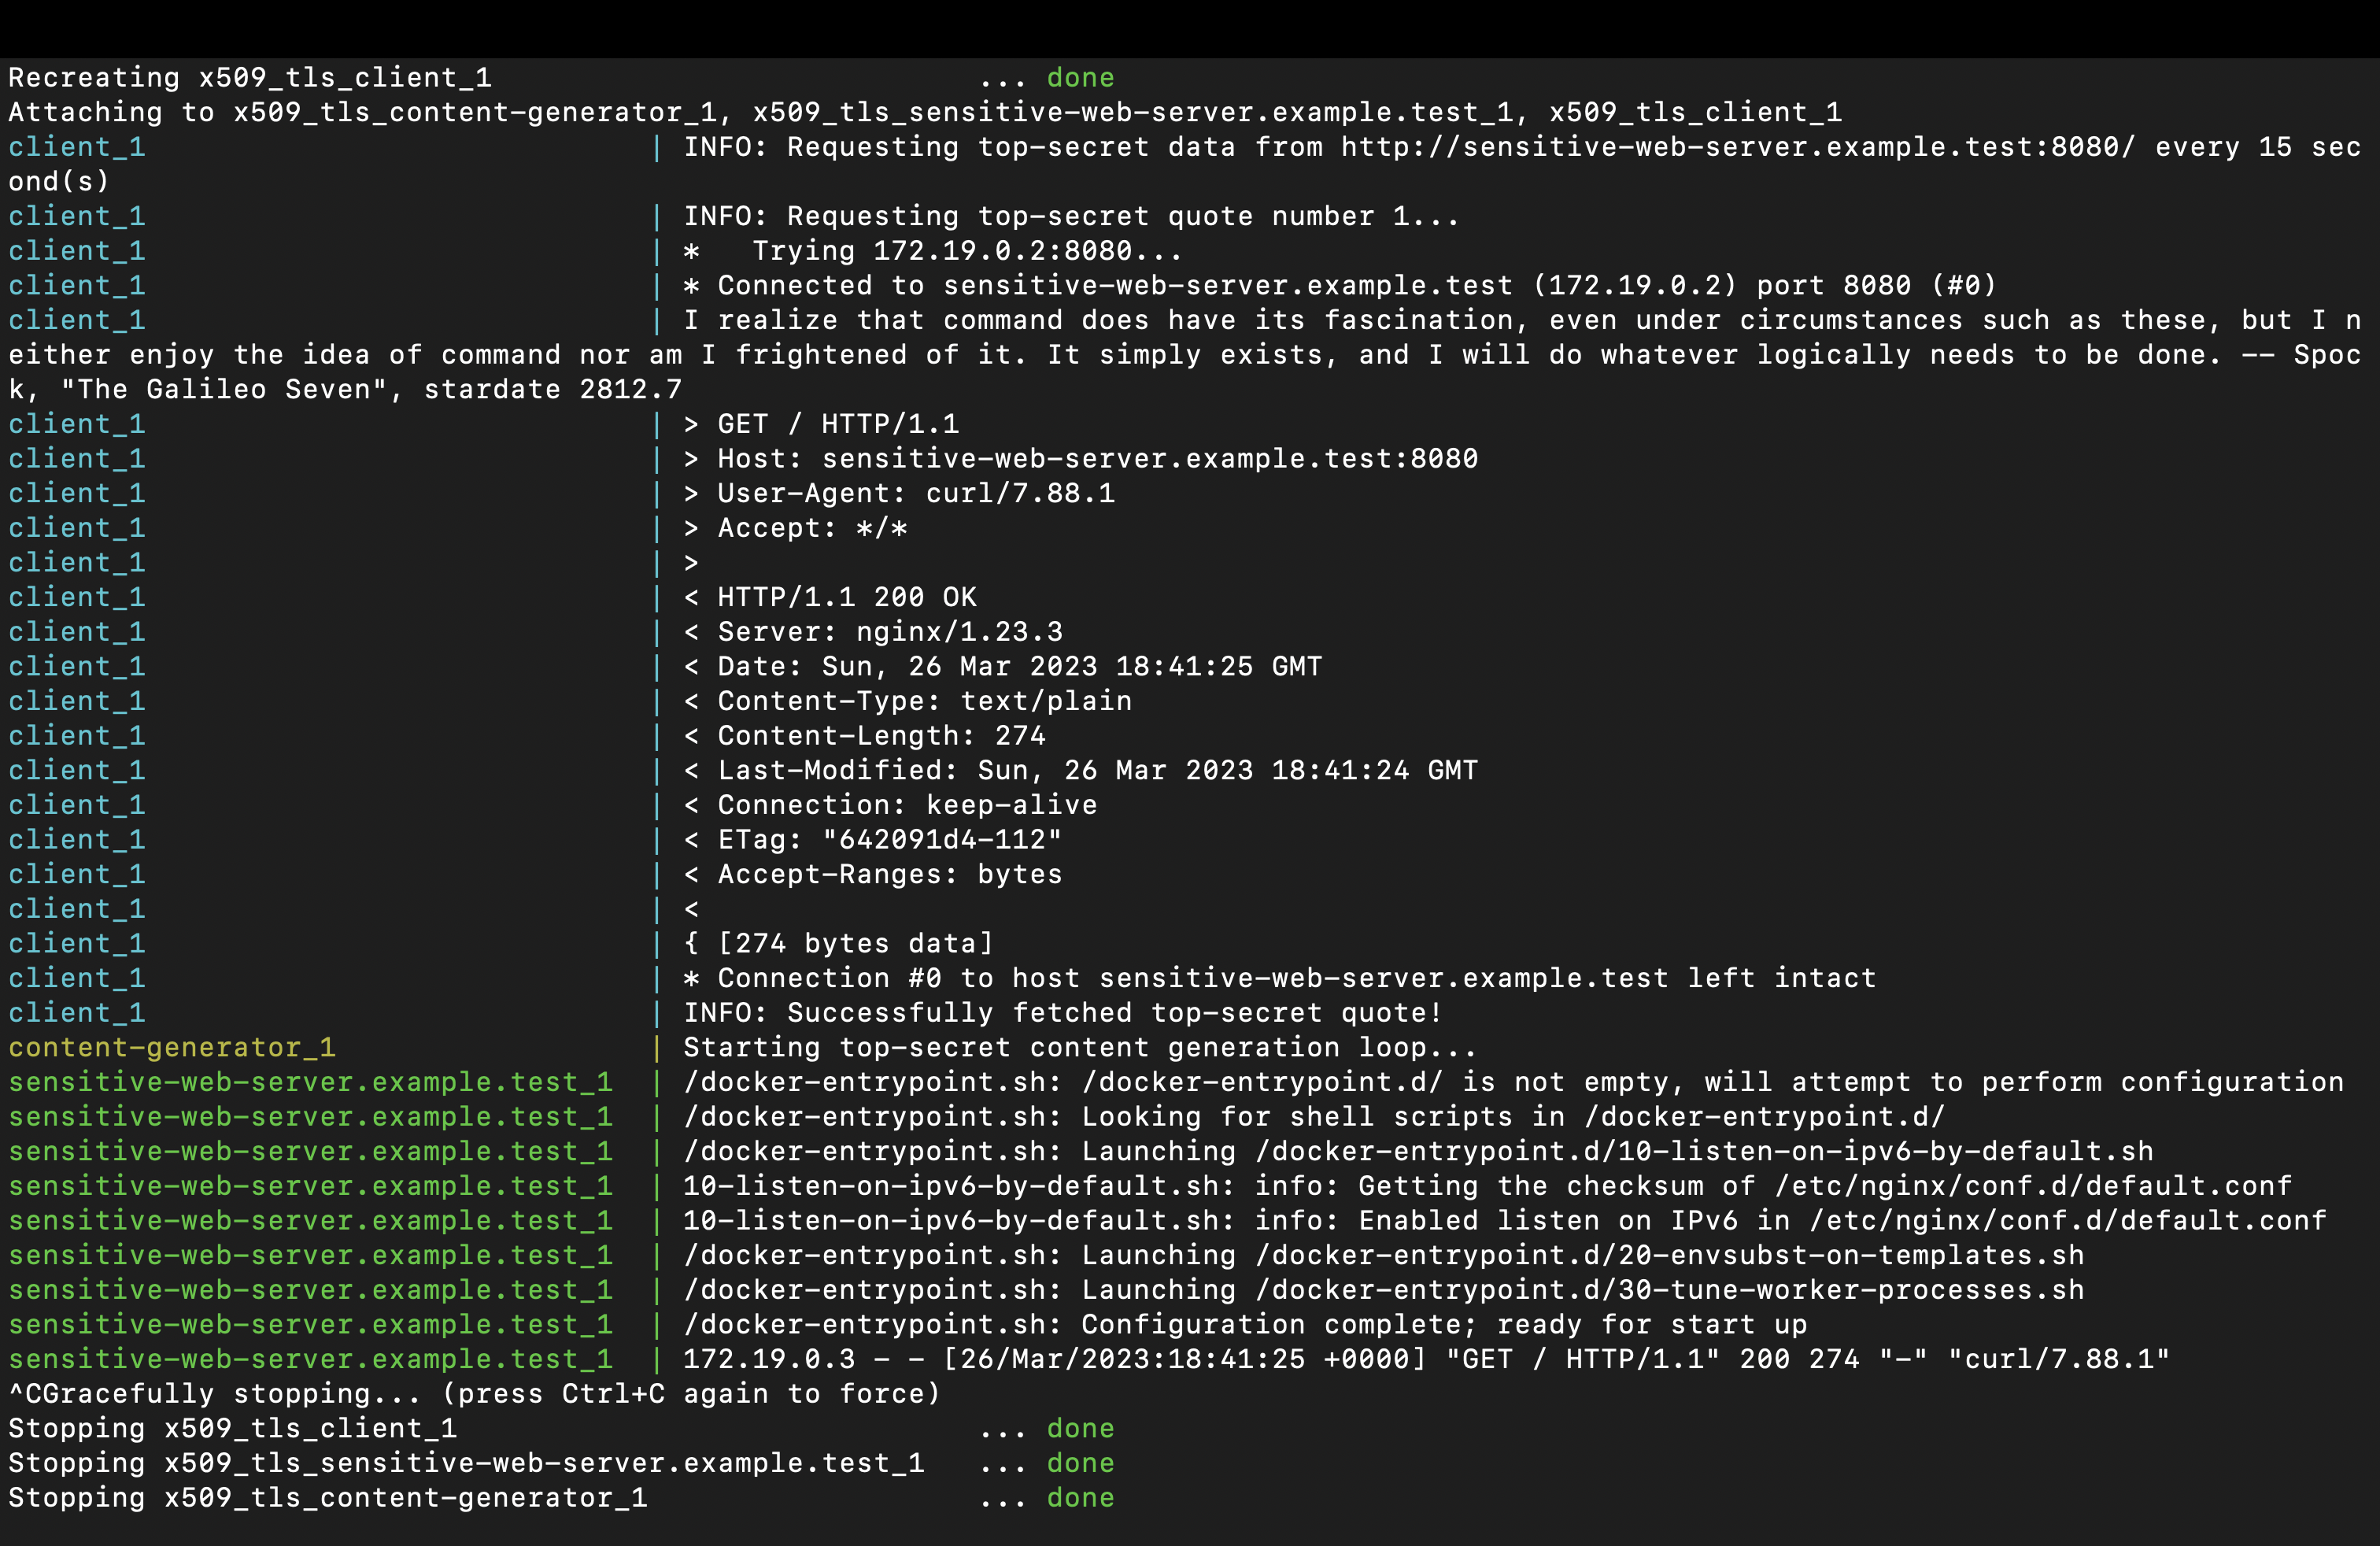 Recreating x509_tls_client_1                            ... done
Attaching to x509_tls_content-generator_1, x509_tls_sensitive-web-server.example.test_1, x509_tls_client_1
client_1                             | INFO: Requesting top-secret data from http://sensitive-web-server.example.test:8080/ every 15 sec
ond(s)
client_1                             | INFO: Requesting top-secret quote number 1...
client_1                             | *   Trying 172.19.0.2:8080...
client_1                             | * Connected to sensitive-web-server.example.test (172.19.0.2) port 8080 (#0)
client_1                             | I realize that command does have its fascination, even under circumstances such as these, but I n
either enjoy the idea of command nor am I frightened of it. It simply exists, and I will do whatever logically needs to be done. -- Spoc
k, "The Galileo Seven", stardate 2812.7
client_1                             | > GET / HTTP/1.1
client_1                             | > Host: sensitive-web-server.example.test:8080
client_1                             | > User-Agent: curl/7.88.1
client_1                             | > Accept: */*
client_1                             | >
client_1                             | < HTTP/1.1 200 OK
client_1                             | < Server: nginx/1.23.3
client_1                             | < Date: Sun, 26 Mar 2023 18:41:25 GMT
client_1                             | < Content-Type: text/plain
client_1                             | < Content-Length: 274
client_1                             | < Last-Modified: Sun, 26 Mar 2023 18:41:24 GMT
client_1                             | < Connection: keep-alive
client_1                             | < ETag: "642091d4-112"
client_1                             | < Accept-Ranges: bytes
client_1                             | <
client_1                             | { [274 bytes data]
client_1                             | * Connection #0 to host sensitive-web-server.example.test left intact
client_1                             | INFO: Successfully fetched top-secret quote!
content-generator_1                  | Starting top-secret content generation loop...
sensitive-web-server.example.test_1  | /docker-entrypoint.sh: /docker-entrypoint.d/ is not empty, will attempt to perform configuration
sensitive-web-server.example.test_1  | /docker-entrypoint.sh: Looking for shell scripts in /docker-entrypoint.d/
sensitive-web-server.example.test_1  | /docker-entrypoint.sh: Launching /docker-entrypoint.d/10-listen-on-ipv6-by-default.sh
sensitive-web-server.example.test_1  | 10-listen-on-ipv6-by-default.sh: info: Getting the checksum of /etc/nginx/conf.d/default.conf
sensitive-web-server.example.test_1  | 10-listen-on-ipv6-by-default.sh: info: Enabled listen on IPv6 in /etc/nginx/conf.d/default.conf
sensitive-web-server.example.test_1  | /docker-entrypoint.sh: Launching /docker-entrypoint.d/20-envsubst-on-templates.sh
sensitive-web-server.example.test_1  | /docker-entrypoint.sh: Launching /docker-entrypoint.d/30-tune-worker-processes.sh
sensitive-web-server.example.test_1  | /docker-entrypoint.sh: Configuration complete; ready for start up
sensitive-web-server.example.test_1  | 172.19.0.3 - - [26/Mar/2023:18:41:25 +0000] "GET / HTTP/1.1" 200 274 "-" "curl/7.88.1"
^CGracefully stopping... (press Ctrl+C again to force)
Stopping x509_tls_client_1                              ... done
Stopping x509_tls_sensitive-web-server.example.test_1   ... done
Stopping x509_tls_content-generator_1                   ... done